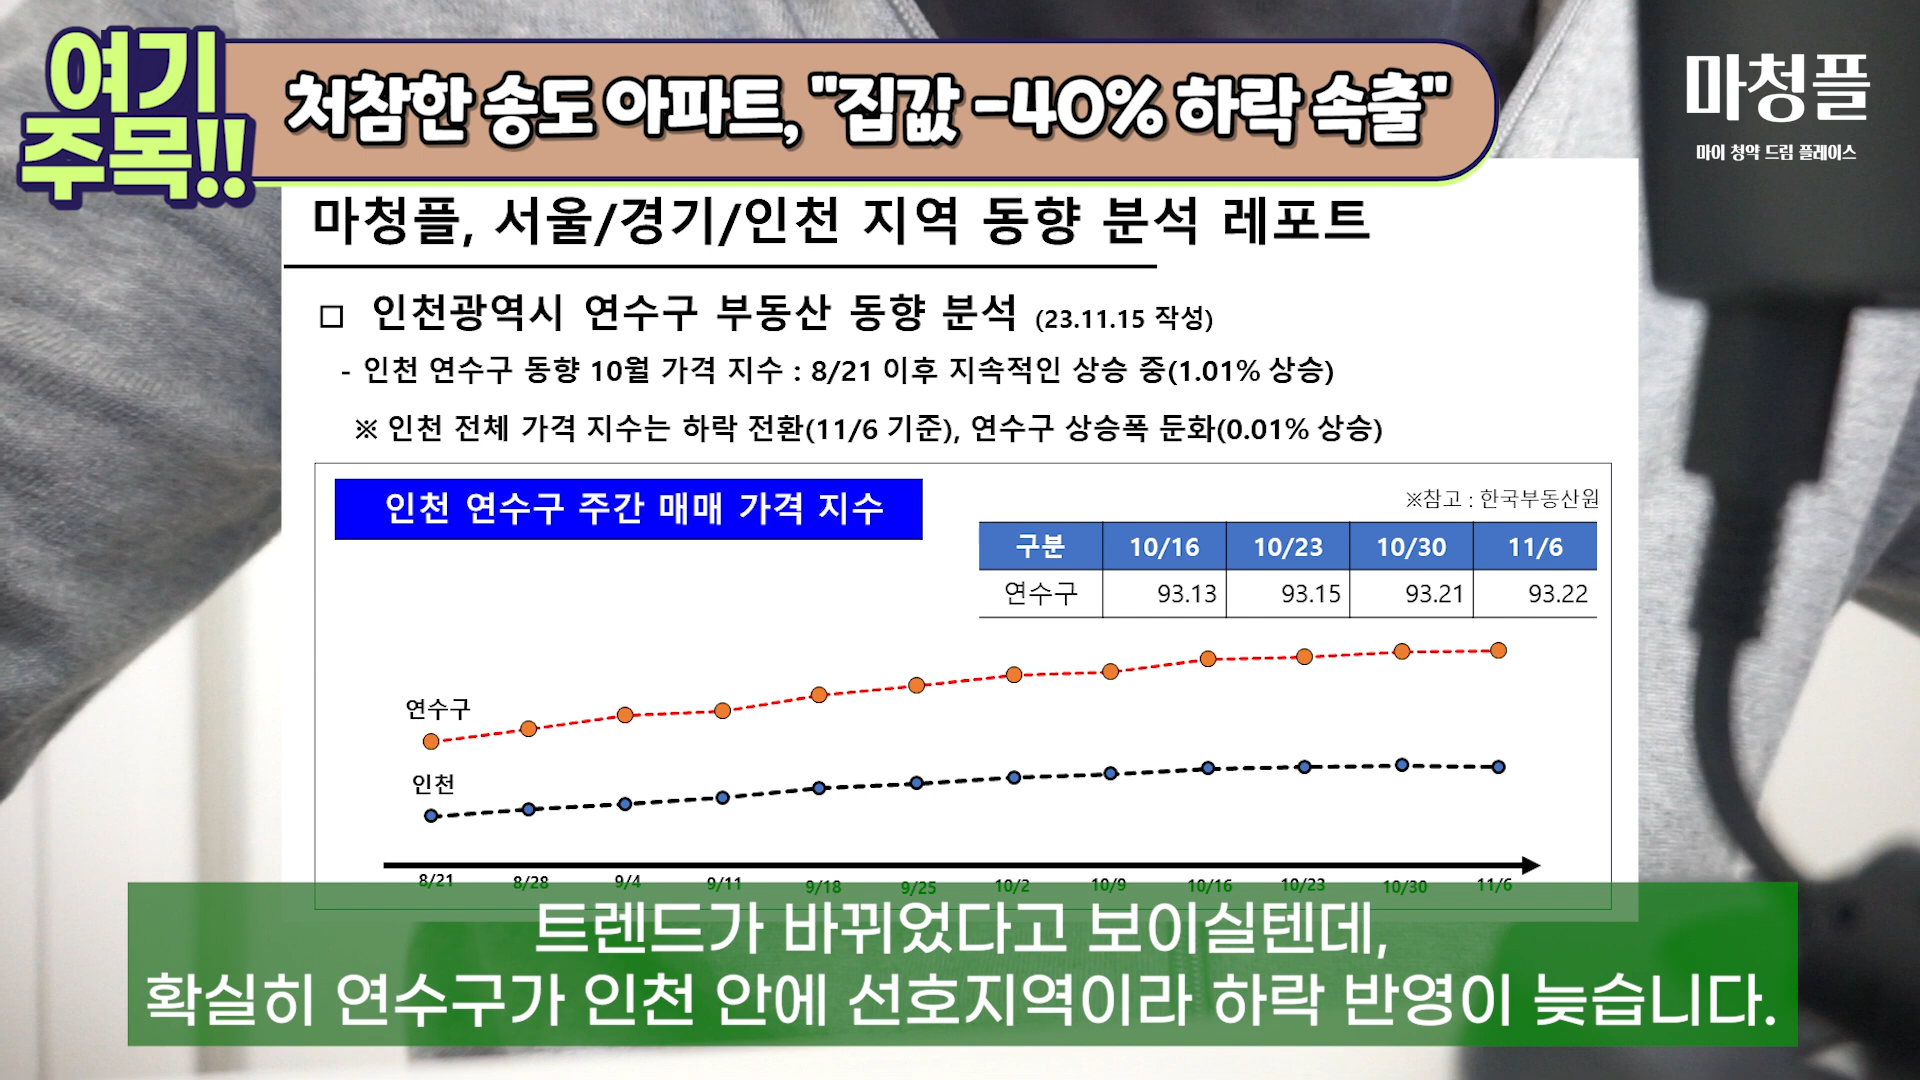 여기
주목!!
처참한 송도 아파트, "집값 -40% 하락 속출"
마청플
마이 청약 드림 플레이스
마청플, 서울/경기/인천 지역 동향 분석 레포트
□ 인천광역시 연수구 부동산 동향 분석 (23.11.15 작성)
- 인천 연수구 동향 10월 가격 지수 : 8/21 이후 지속적인 상승 중(1.01% 상승)
※ 인천 전체 가격 지수는 하락 전환(11/6 기준), 연수구 상승폭 둔화(0.01% 상승)
인천 연수구 주간 매매 가격 지수
※참고 : 한국부동산원
구분 10/16 10/23 10/30 11/6
연수구 93.13 93.15 93.21 93.22
연수구
인천
8/21 8/28 9/4 9/11 9/18 9/25 10/2 10/9 10/16 10/23 10/30 11/6
트렌드가 바뀌었다고 보이실텐데,
확실히 연수구가 인천 안에 선호지역이라 하락 반영이 늦습니다.